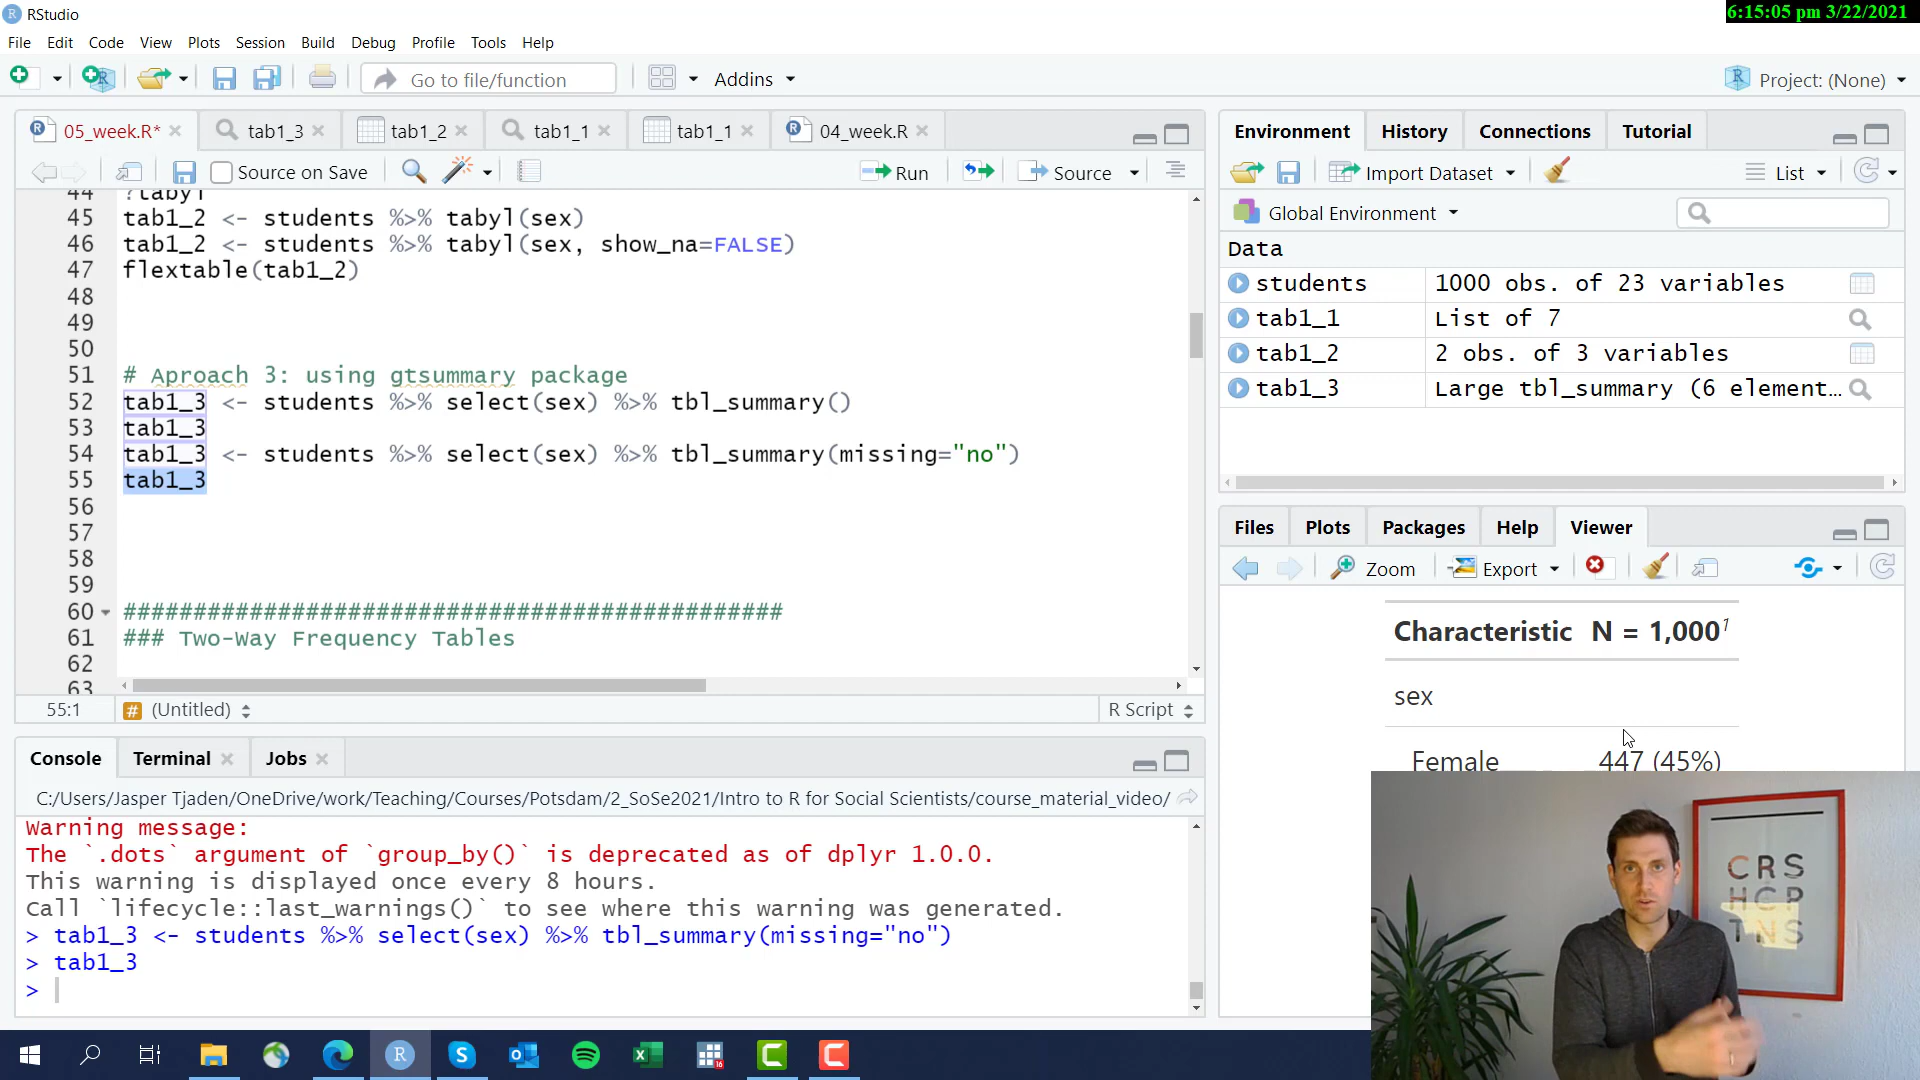 RStudio
6:15:05 pm 3/22/2021
File Edit Code View Plots Session Build Debug Profile Tools Help
Go to file/function
Addins
Project: (None)
05_week.R* tab1_3 tab1_2 tab1_1 tab1_1 04_week.R
Source on Save
Run
Source
44 ?tabyl
45 tab1_2 <- students %>% tabyl(sex)
46 tab1_2 <- students %>% tabyl(sex, show_na=FALSE)
47 flextable(tab1_2)
48
49
50
51 # Aproach 3: using gtsummary package
52 tab1_3 <- students %>% select(sex) %>% tbl_summary()
53 tab1_3
54 tab1_3 <- students %>% select(sex) %>% tbl_summary(missing="no")
55 tab1_3
56
57
58
59
60 ###############################################
61 ### Two-Way Frequency Tables
62
63
55:1 # (Untitled) R Script
Console Terminal Jobs
C:/Users/Jasper Tjaden/OneDrive/work/Teaching/Courses/Potsdam/2_SoSe2021/Intro to R for Social Scientists/course_material_video/
Warning message:
The `.dots` argument of `group_by()` is deprecated as of dplyr 1.0.0.
This warning is displayed once every 8 hours.
Call `lifecycle::last_warnings()` to see where this warning was generated.
> tab1_3 <- students %>% select(sex) %>% tbl_summary(missing="no")
> tab1_3
>
Environment History Connections Tutorial
Import Dataset
List
Global Environment
Data
students 1000 obs. of 23 variables
tab1_1 List of 7
tab1_2 2 obs. of 3 variables
tab1_3 Large tbl_summary (6 element…
Files Plots Packages Help Viewer
Zoom
Export
Characteristic N = 1,000¹
sex
Female 447 (45%)
CRS
HCP
TNS